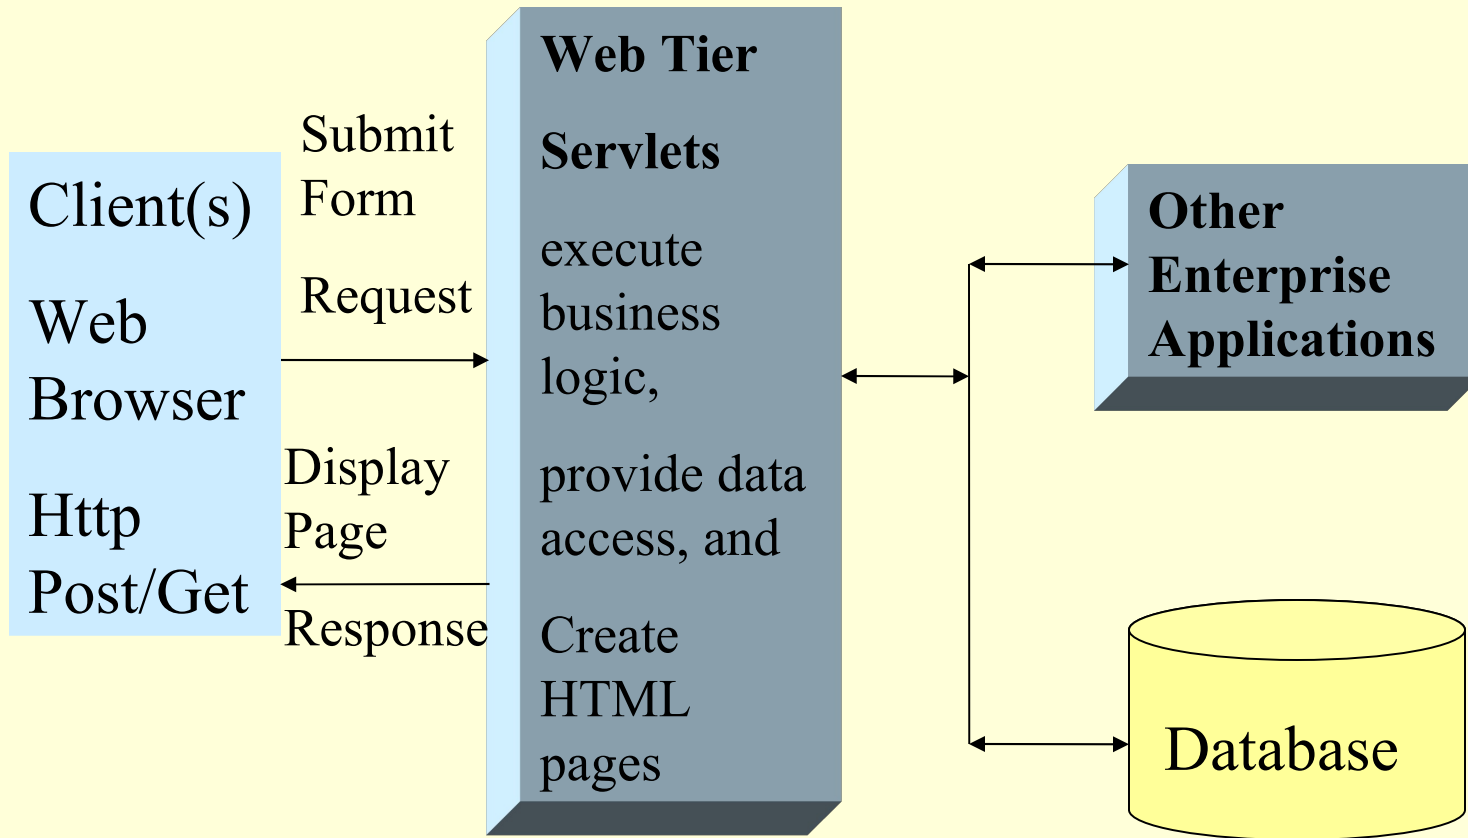 Client(s)
Web
Browser
Http
Post/Get
Submit
Form
Request
Display
Page
Response
Web Tier
Servlets
execute
business
logic,
provide data
access, and
Create
HTML
pages
Other
Enterprise
Applications
Database